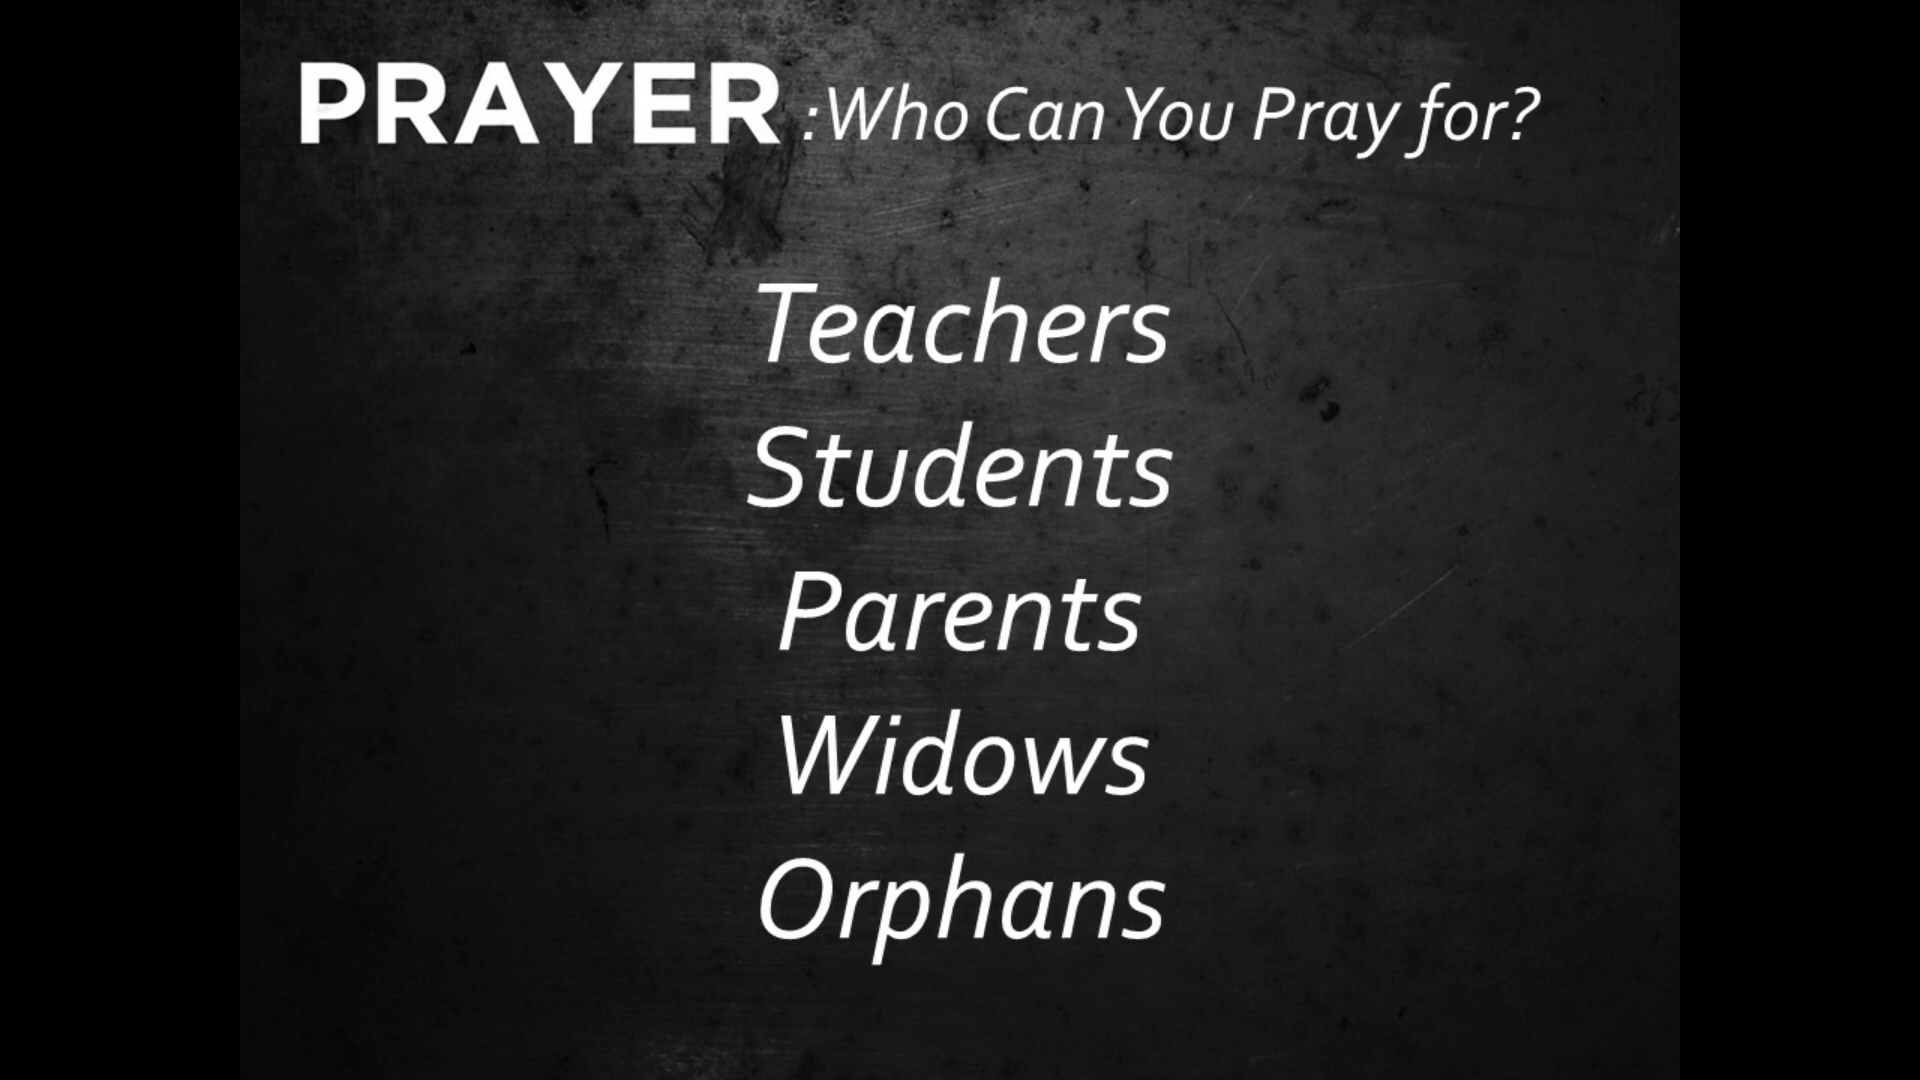 PRAYER :Who Can You Pray for?
Teachers
Students
Parents
Widows
Orphans